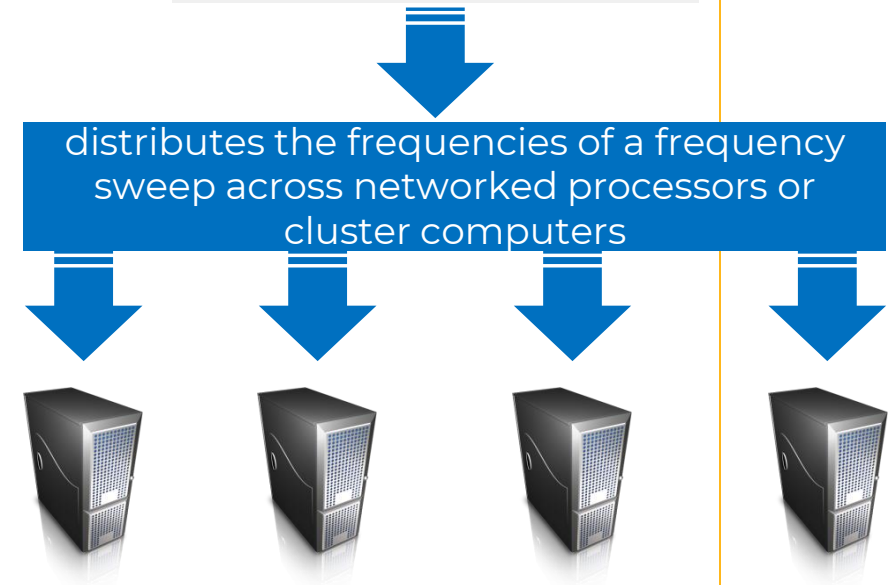 distributes the frequencies of a frequency
sweep across networked processors or
cluster computers